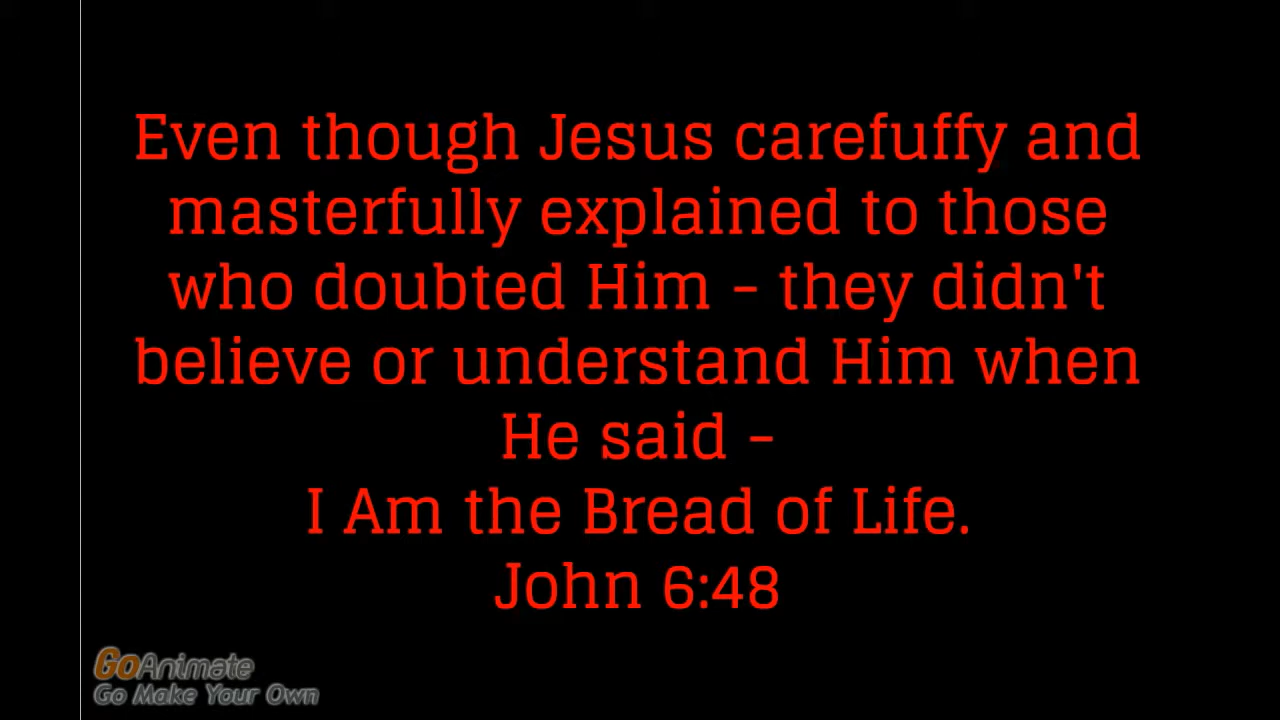 Even though Jesus carefuffy and
masterfully explained to those
who doubted Him - they didn't
believe or understand Him when
He said -
I Am the Bread of Life.
John 6:48
GoAnimate
Go Make Your Own